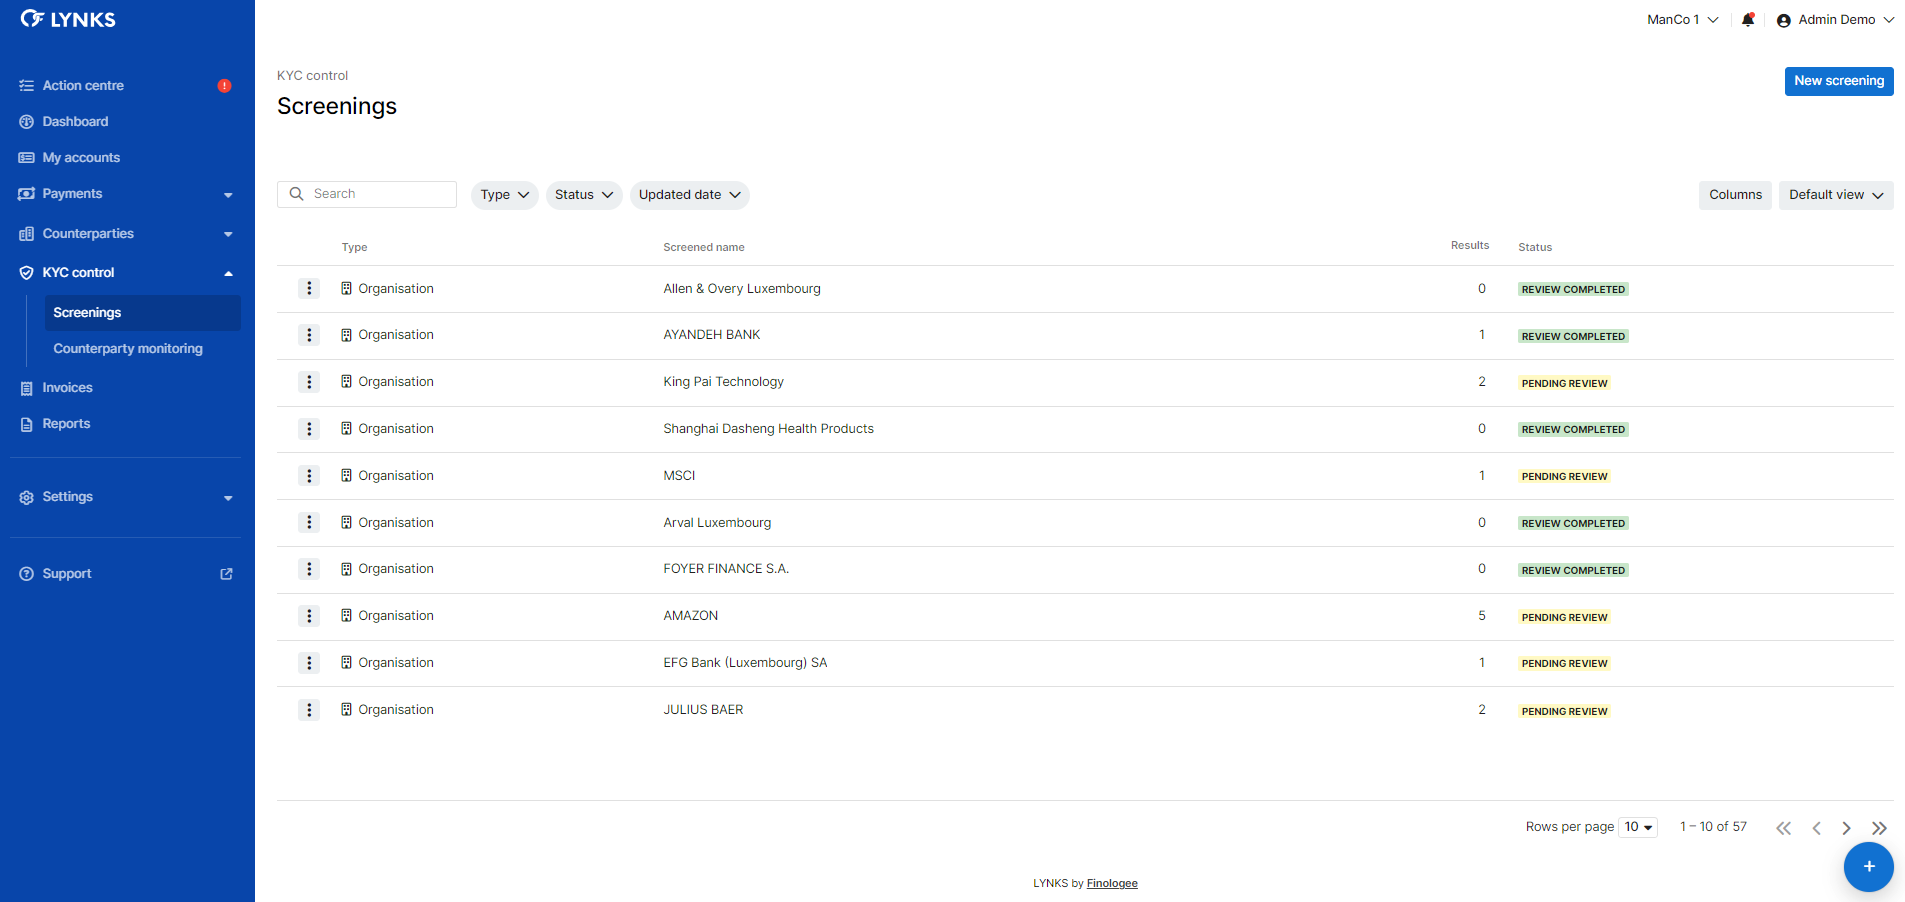 LYNKS
ManCo 1
Admin Demo
Action centre
!
Dashboard
My accounts
Payments
Counterparties
KYC control
Screenings
Counterparty monitoring
Invoices
Reports
Settings
Support
KYC control
Screenings
New screening
Search
Type
Status
Updated date
Columns
Default view
Type Screened name Results Status
Organisation Allen & Overy Luxembourg 0 REVIEW COMPLETED
Organisation AYANDEH BANK 1 REVIEW COMPLETED
Organisation King Pai Technology 2 PENDING REVIEW
Organisation Shanghai Dasheng Health Products 0 REVIEW COMPLETED
Organisation MSCI 1 PENDING REVIEW
Organisation Arval Luxembourg 0 REVIEW COMPLETED
Organisation FOYER FINANCE S.A. 0 REVIEW COMPLETED
Organisation AMAZON 5 PENDING REVIEW
Organisation EFG Bank (Luxembourg) SA 1 PENDING REVIEW
Organisation JULIUS BAER 2 PENDING REVIEW
Rows per page 10 1 – 10 of 57
+
LYNKS by Finologee